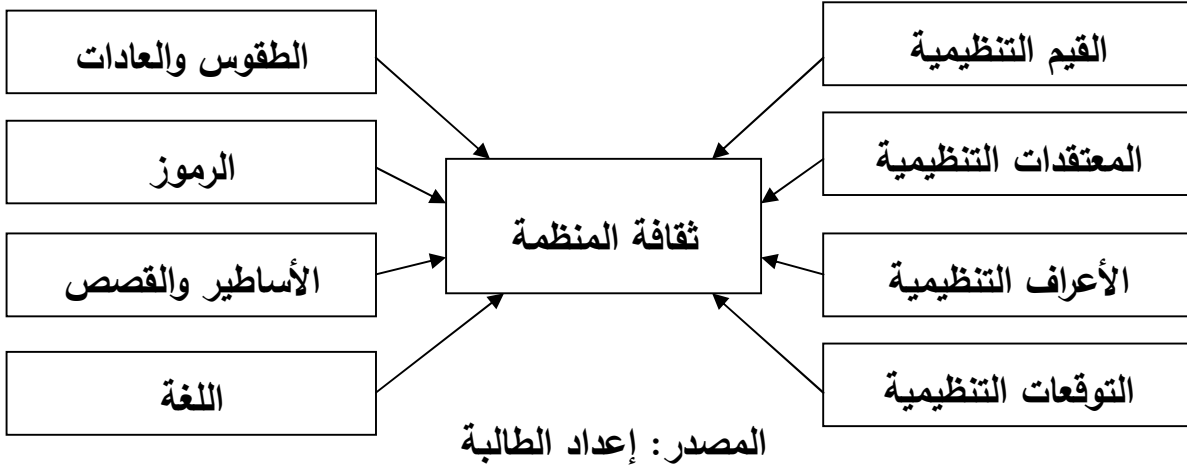 القيم التنظيمية
المعتقدات التنظيمية
الأعراف التنظيمية
التوقعات التنظيمية
ثقافة المنظمة
الطقوس والعادات
الرموز
الأساطير والقصص
اللغة
المصدر: إعداد الطالبة